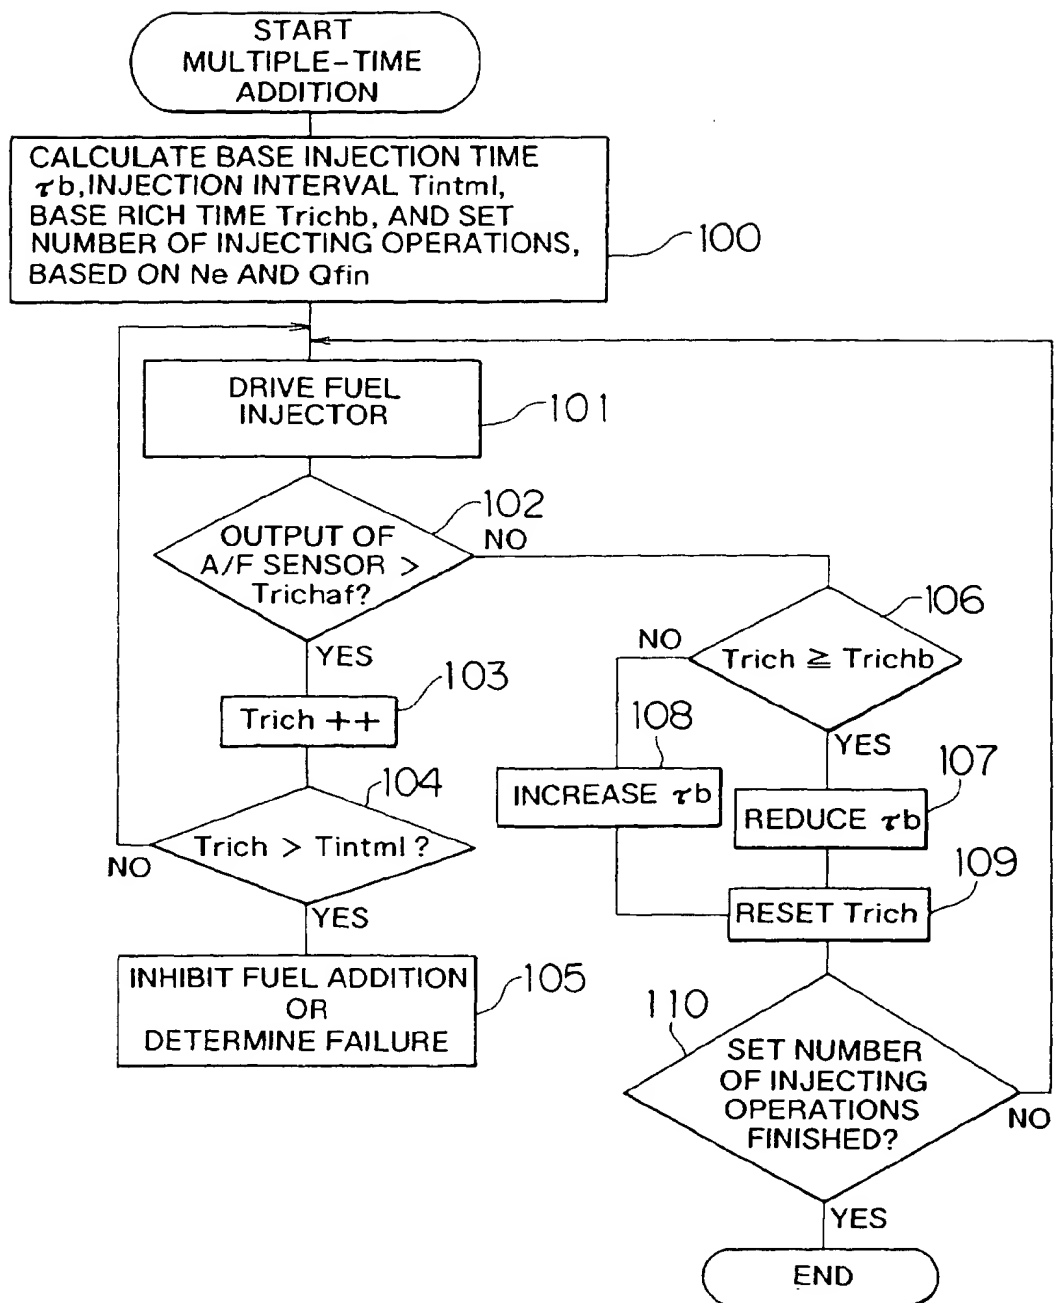 START
MULTIPLE-TIME
ADDITION
CALCULATE BASE INJECTION TIME
τb, INJECTION INTERVAL Tintml,
BASE RICH TIME Trichb, AND SET
NUMBER OF INJECTING OPERATIONS,
BASED ON Ne AND Qfin
100
DRIVE FUEL
INJECTOR
101
102
OUTPUT OF
A/F SENSOR >
Trichaf?
NO
YES
103
Trich ++
104
Trich > Tintml ?
NO
YES
INHIBIT FUEL ADDITION
OR
DETERMINE FAILURE
105
106
Trich ≧ Trichb
NO
YES
108
INCREASE τb
107
REDUCE τb
109
RESET Trich
110
SET NUMBER
OF INJECTING
OPERATIONS
FINISHED?
NO
YES
END